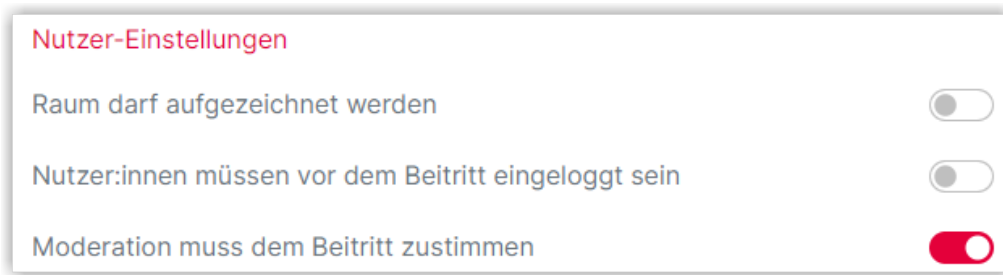 Nutzer-Einstellungen
Raum darf aufgezeichnet werden
Nutzer:innen müssen vor dem Beitritt eingeloggt sein
Moderation muss dem Beitritt zustimmen